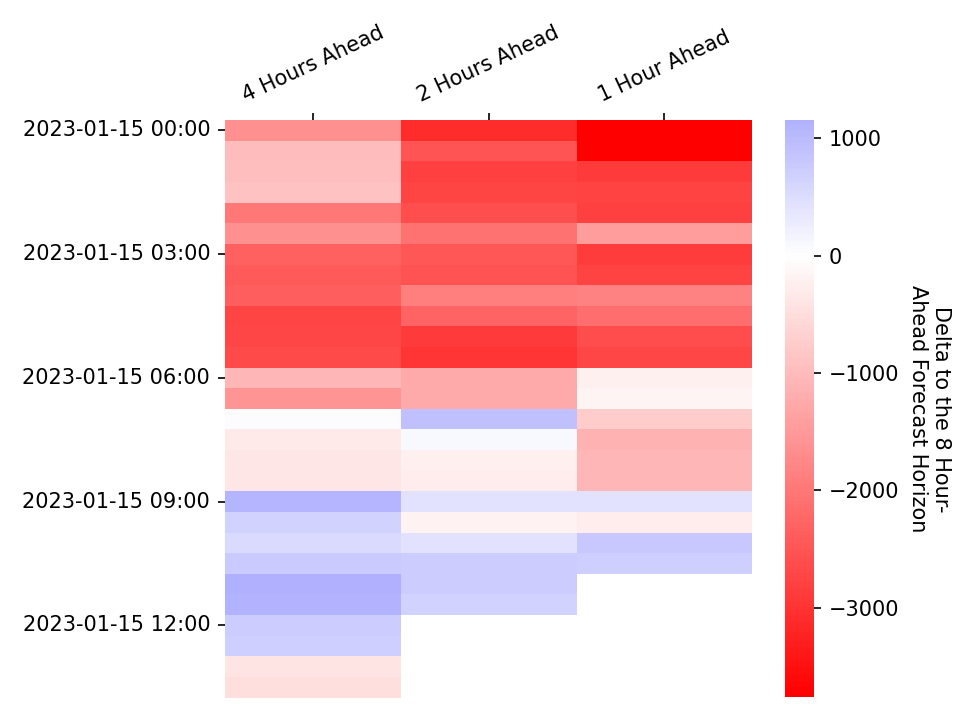 4 Hours Ahead
2 Hours Ahead
1 Hour Ahead
2023-01-15 00:00
2023-01-15 03:00
2023-01-15 06:00
2023-01-15 09:00
2023-01-15 12:00
1000
0
−1000
−2000
−3000
Delta to the 8 Hour-
Ahead Forecast Horizon